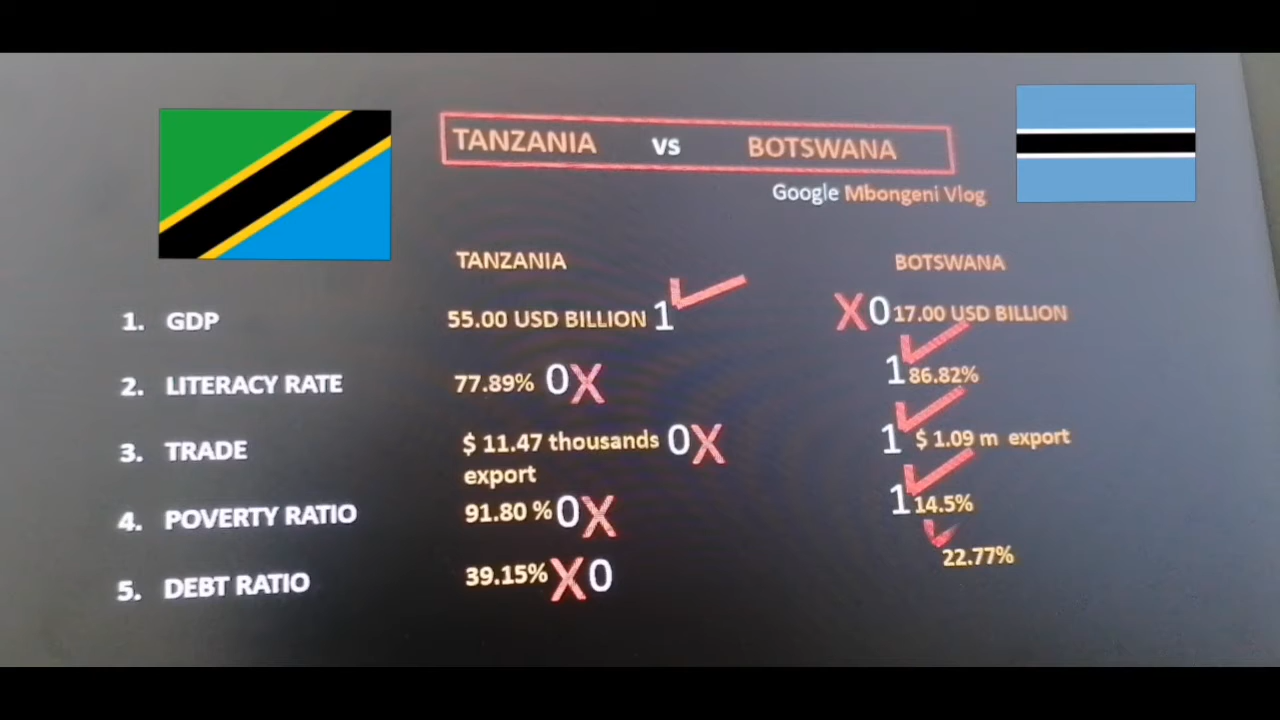 TANZANIA VS BOTSWANA
Google Mbongeni Vlog
TANZANIA BOTSWANA
1. GDP 55.00 USD BILLION 1 X 0 17.00 USD BILLION
2. LITERACY RATE 77.89% 0 X 1 86.82%
3. TRADE $ 11.47 thousands 0 X 1 $ 1.09 m export
export
4. POVERTY RATIO 91.80 % 0 X 1 14.5%
5. DEBT RATIO 39.15% X 0 22.77%